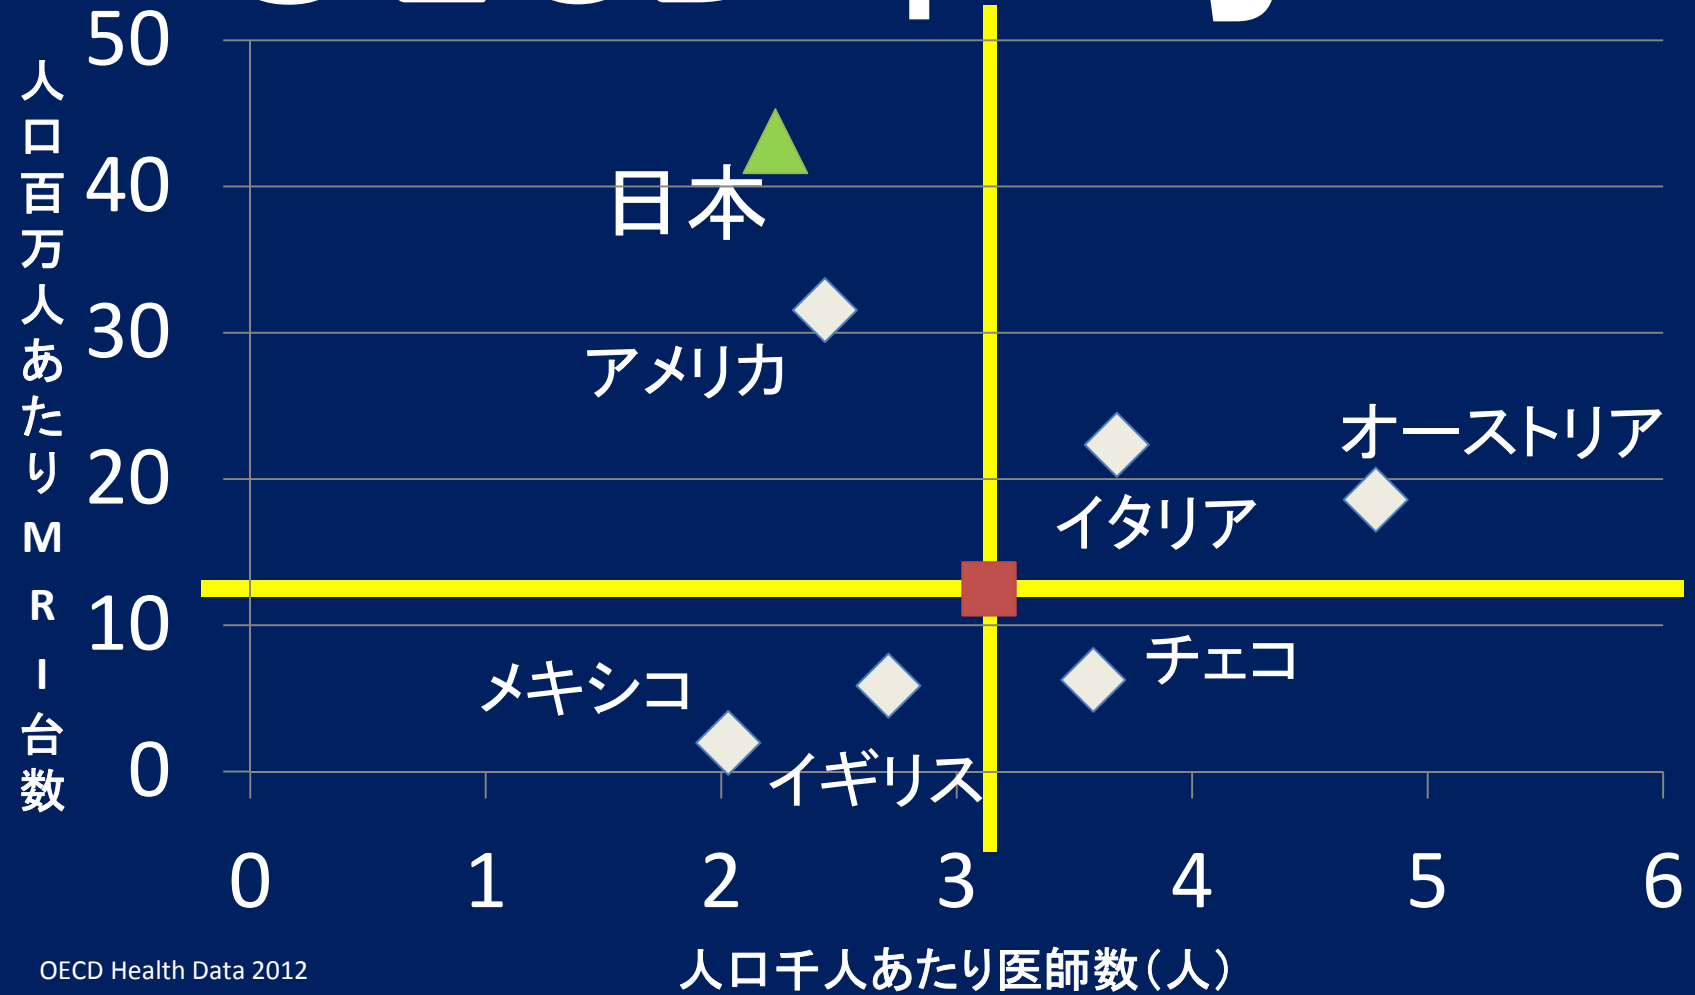 50
40
30
20
10
0
人口百万人あたりMRI台数
日本
アメリカ
オーストリア
イタリア
チェコ
メキシコ
イギリス
0 1 2 3 4 5 6
人口千人あたり医師数(人)
OECD Health Data 2012